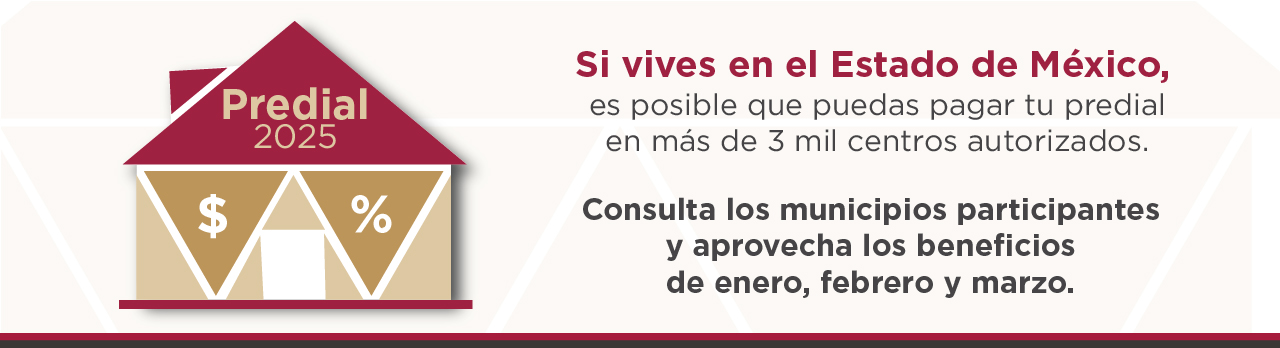 Predial
2025
$ %
Si vives en el Estado de México,
es posible que puedas pagar tu predial
en más de 3 mil centros autorizados.
Consulta los municipios participantes
y aprovecha los beneficios
de enero, febrero y marzo.